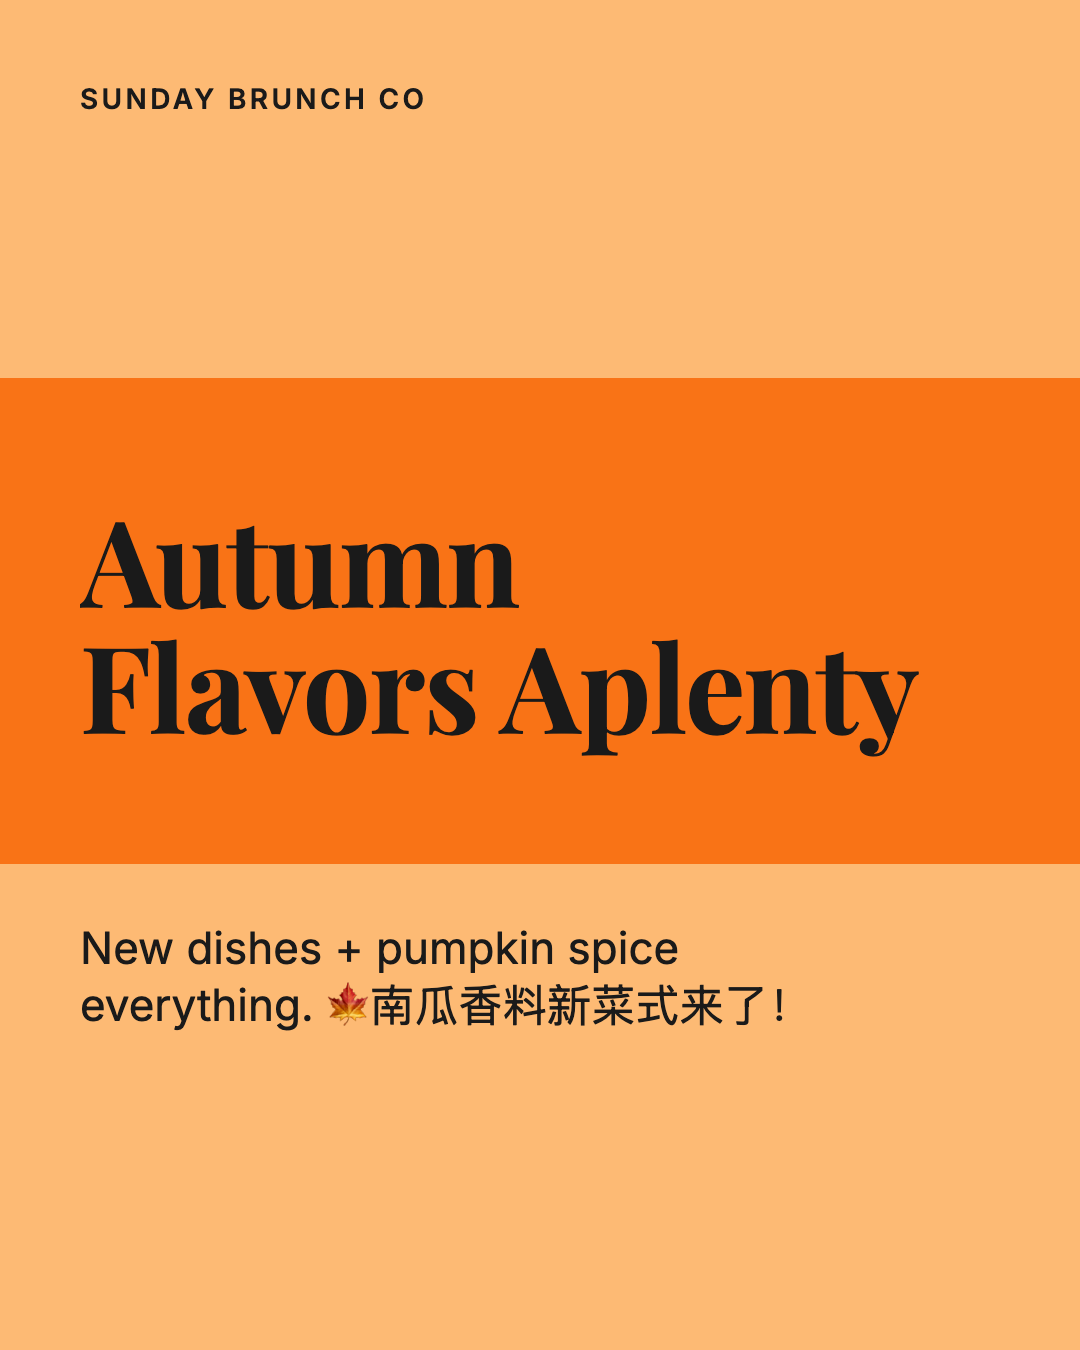 SUNDAY BRUNCH CO
Autumn
Flavors Aplenty
New dishes + pumpkin spice
everything. 🍁南瓜香料新菜式来了！